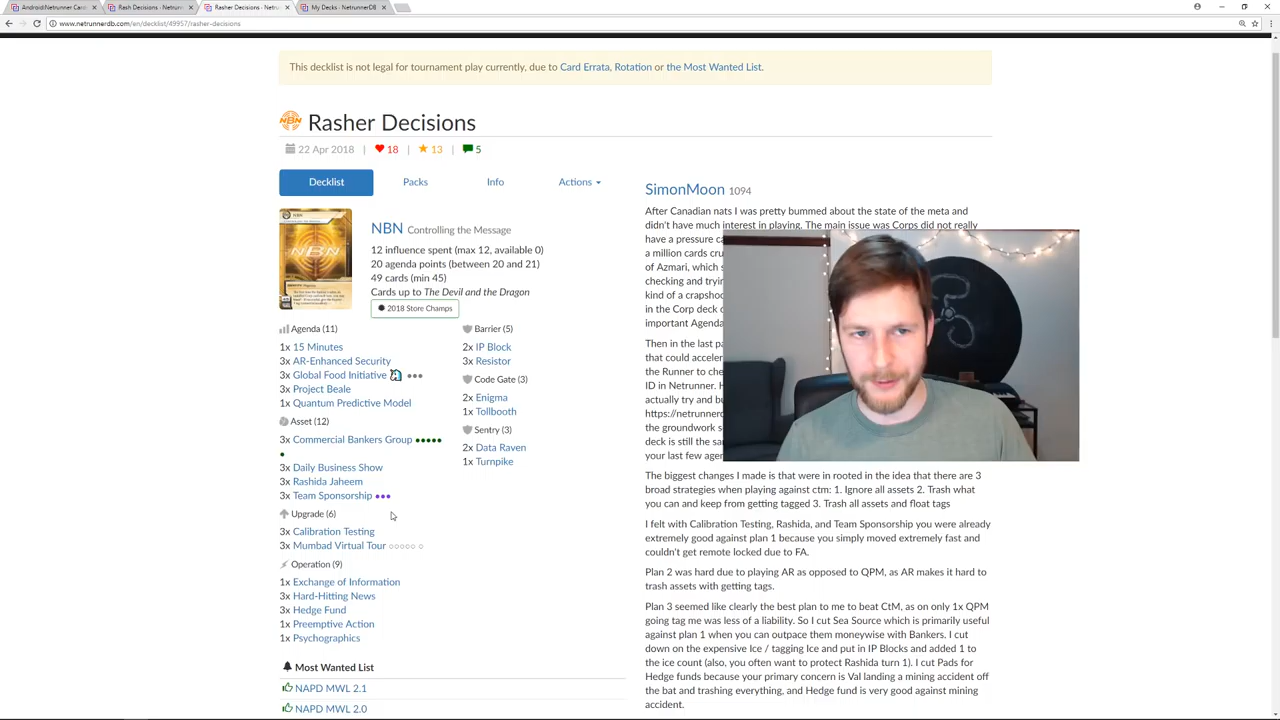 Android:Netrunner Car
Rash Decisions · Netrun
Rasher Decisions · Netru
My Decks · NetrunnerDB
www.netrunnerdb.com/en/decklist/49957/rasher-decisions
This decklist is not legal for tournament play currently, due to Card Errata, Rotation or the Most Wanted List.
Rasher Decisions
22 Apr 2018 | 18 | 13 | 5
Decklist Packs Info Actions
NBN Controlling the Message
12 influence spent (max 12, available 0)
20 agenda points (between 20 and 21)
49 cards (min 45)
Cards up to The Devil and the Dragon
2018 Store Champs
Agenda (11)
1x 15 Minutes
3x AR-Enhanced Security
3x Global Food Initiative
3x Project Beale
1x Quantum Predictive Model
Asset (12)
3x Commercial Bankers Group
3x Daily Business Show
3x Rashida Jaheem
3x Team Sponsorship
Upgrade (6)
3x Calibration Testing
3x Mumbad Virtual Tour
Operation (9)
1x Exchange of Information
3x Hard-Hitting News
3x Hedge Fund
1x Preemptive Action
1x Psychographics
Barrier (5)
2x IP Block
3x Resistor
Code Gate (3)
2x Enigma
1x Tollbooth
Sentry (3)
2x Data Raven
1x Turnpike
Most Wanted List
NAPD MWL 2.1
NAPD MWL 2.0
SimonMoon 1094
After Canadian nats I was pretty bummed about the state of the meta and
didn't have much interest in playing. The main issue was Corps did not really
have a pressure
a million cards
of Azmari, which
checking and
kind of a
in the Corp deck
important
Then in the last
that could
the Runner to
ID in Netrunner.
actually try and
the groundwork
deck is still the
your last few
The biggest changes I made is that were in rooted in the idea that there are 3
broad strategies when playing against ctm: 1. Ignore all assets 2. Trash what
you can and keep from getting tagged 3. Trash all assets and float tags
I felt with Calibration Testing, Rashida, and Team Sponsorship you were already
extremely good against plan 1 because you simply moved extremely fast and
couldn't get remote locked due to FA.
Plan 2 was hard due to playing AR as opposed to QPM, as AR makes it hard to
trash assets with getting tags.
Plan 3 seemed like clearly the best plan to me to beat CtM, as on only 1x QPM
going tag me was less of a liability. So I cut Sea Source which is primarily useful
against plan 1 when you can outpace them moneywise with Bankers. I cut
down on the expensive Ice / tagging Ice and put in IP Blocks and added 1 to
the ice count (also, you often want to protect Rashida turn 1). I cut Pads for
Hedge funds because your primary concern is Val landing a mining accident off
the bat and trashing everything, and Hedge fund is very good against mining
accident.